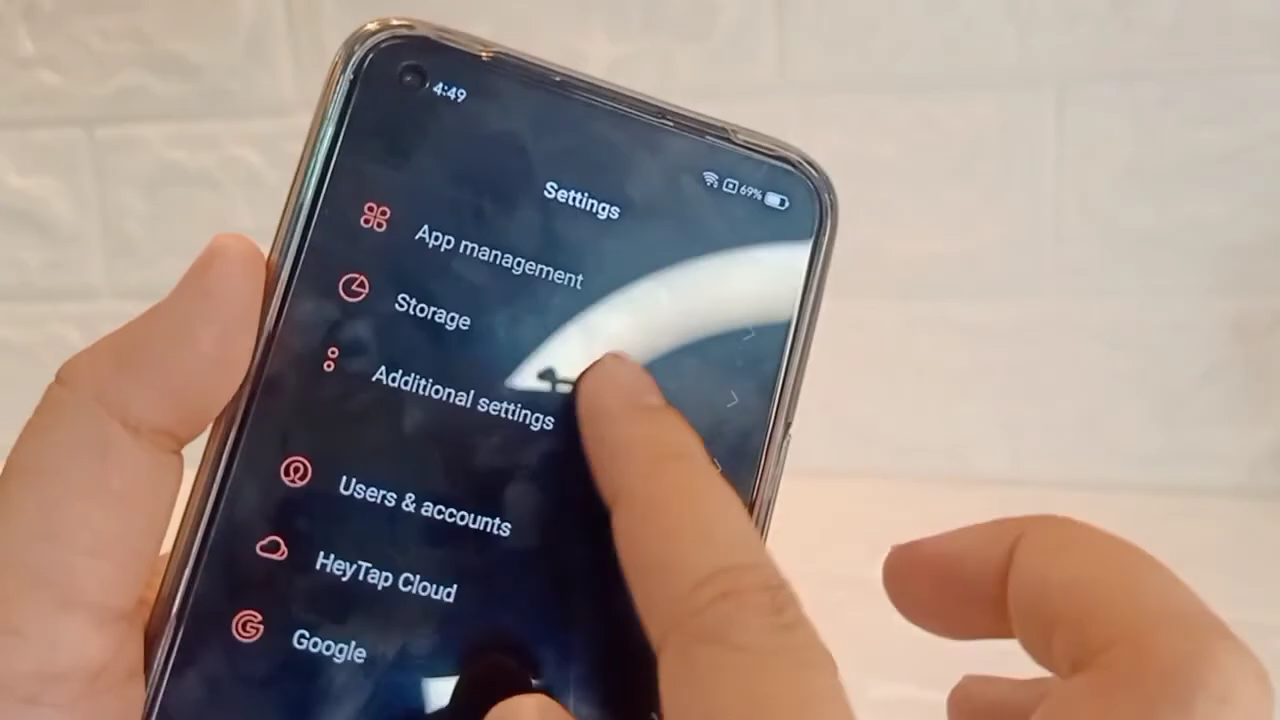 4:49
69%
Settings
App management
Storage
Additional settings
Users & accounts
HeyTap Cloud
Google